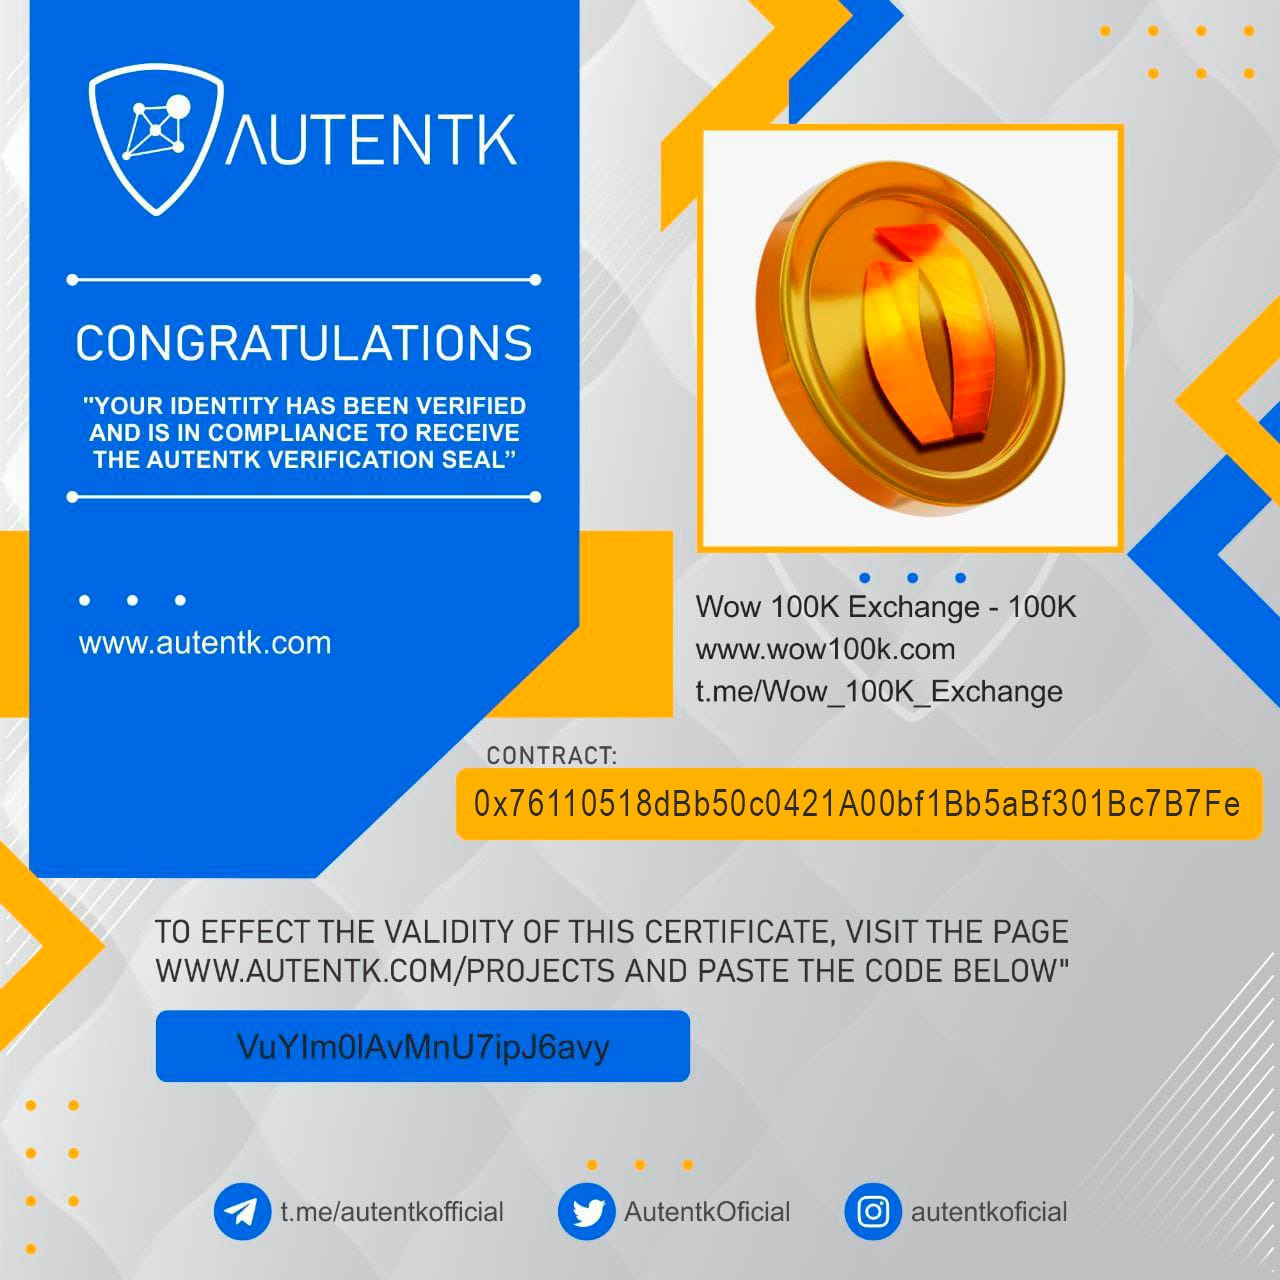 AUTENTK
CONGRATULATIONS
"YOUR IDENTITY HAS BEEN VERIFIED
AND IS IN COMPLIANCE TO RECEIVE
THE AUTENTK VERIFICATION SEAL”
www.autentk.com
Wow 100K Exchange - 100K
www.wow100k.com
t.me/Wow_100K_Exchange
CONTRACT:
0x76110518dBb50c0421A00bf1Bb5aBf301Bc7B7Fe
TO EFFECT THE VALIDITY OF THIS CERTIFICATE, VISIT THE PAGE
WWW.AUTENTK.COM/PROJECTS AND PASTE THE CODE BELOW"
VuYIm0lAvMnU7ipJ6avy
t.me/autentkofficial
AutentkOficial
autentkoficial